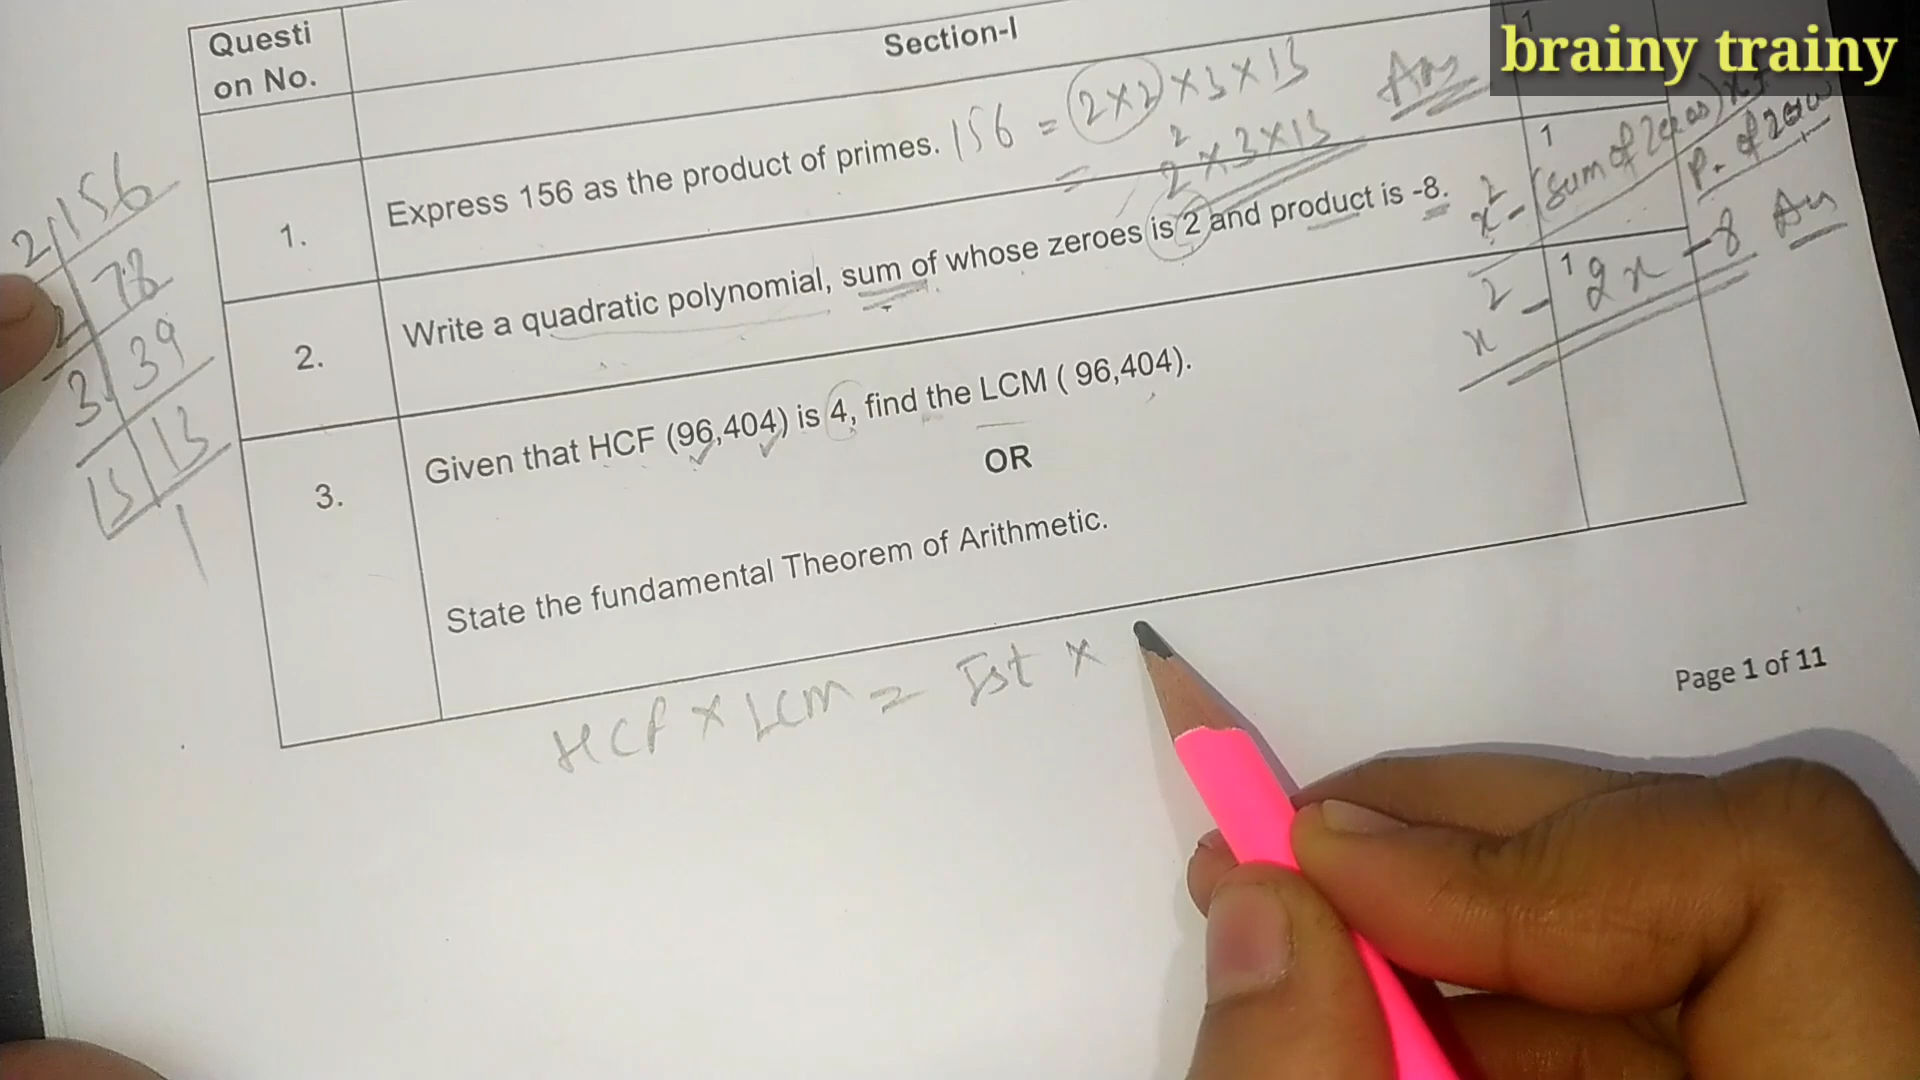 brainy trainy
Questi
on No.
Section-I
1
1.
Express 156 as the product of primes. 156 = 2×2×3×13 Ans
= 2² × 3 × 13
2.
Write a quadratic polynomial, sum of whose zeroes is 2 and product is -8.
1
x² - (sum of zeroes) x +
P. of zeroes
x² - 2x - 8 Ans
3.
Given that HCF (96,404) is 4, find the LCM ( 96,404).
1
OR
State the fundamental Theorem of Arithmetic.
2 156
2 78
3 39
13 13
1
HCF × LCM = Ist ×
Page 1 of 11